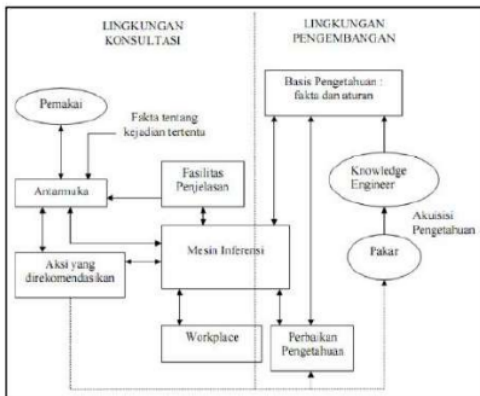 LINGKUNGAN
KONSULTASI
LINGKUNGAN
PENGEMBANGAN
Pemakai
Fakta tentang
kejadian tertentu
Basis Pengetahuan :
fakta dan aturan
Fasilitas
Penjelasan
Knowledge
Engineer
Antarmuka
Akuisisi
Pengetahuan
Mesin Inferensi
Pakar
Aksi yang
direkomendasikan
Workplace
Perbaikan
Pengetahuan